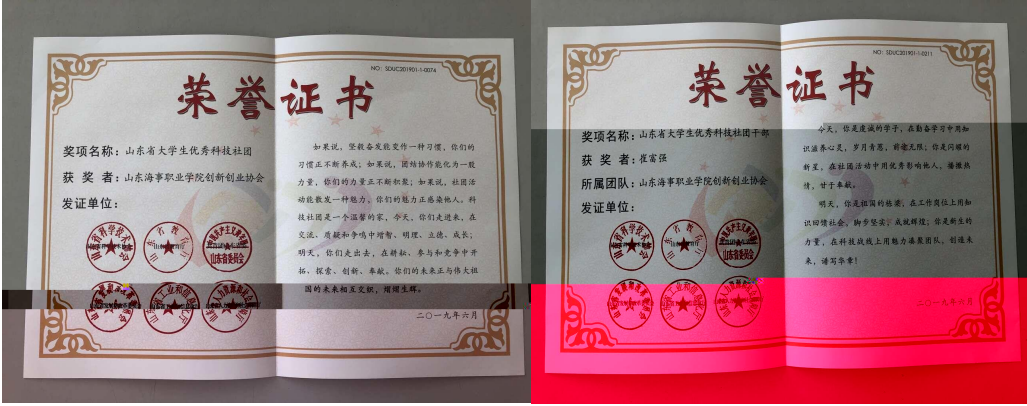 NO: SDUC201901-1-0074
荣誉证书
奖项名称：山东省大学生优秀科技社团
获奖者：山东海事职业学院创新创业协会
发证单位：
如果说，坚毅奋发能变作一种习惯，你们的
习惯正不断养成；如果说，团结协作能化为一股
力量，你们的力量正不断积聚；如果说，社团活
动能散发一种魅力，你们的魅力正感染他人。科
技社团是一个温馨的家，今天，你们走进来，在
交流、质疑和争鸣中增智、明理、立德、成长；
明天，你们走出去，在耕耘、参与和竞争中开
拓、探索、创新、奉献。你们的未来正与伟大祖
国的未来相互交织，熠熠生辉。
二〇一九年六月
NO: SDUC201901-1-0211
荣誉证书
奖项名称：山东省大学生优秀科技社团干部
获奖者：崔富强
所属团队：山东海事职业学院创新创业协会
发证单位：
今天，你是虔诚的学子，在勤奋学习中用知
识滋养心灵，岁月青葱，前途无限；你是闪耀的
新星，在社团活动中用优秀影响他人，播撒热
情，甘于奉献。
明天，你是祖国的栋梁，在工作岗位上用知
识回馈社会，脚步坚实，成就辉煌；你是新生的
力量，在科技战线上用魅力凝聚团队，创造未
来，谱写华章！
二〇一九年六月